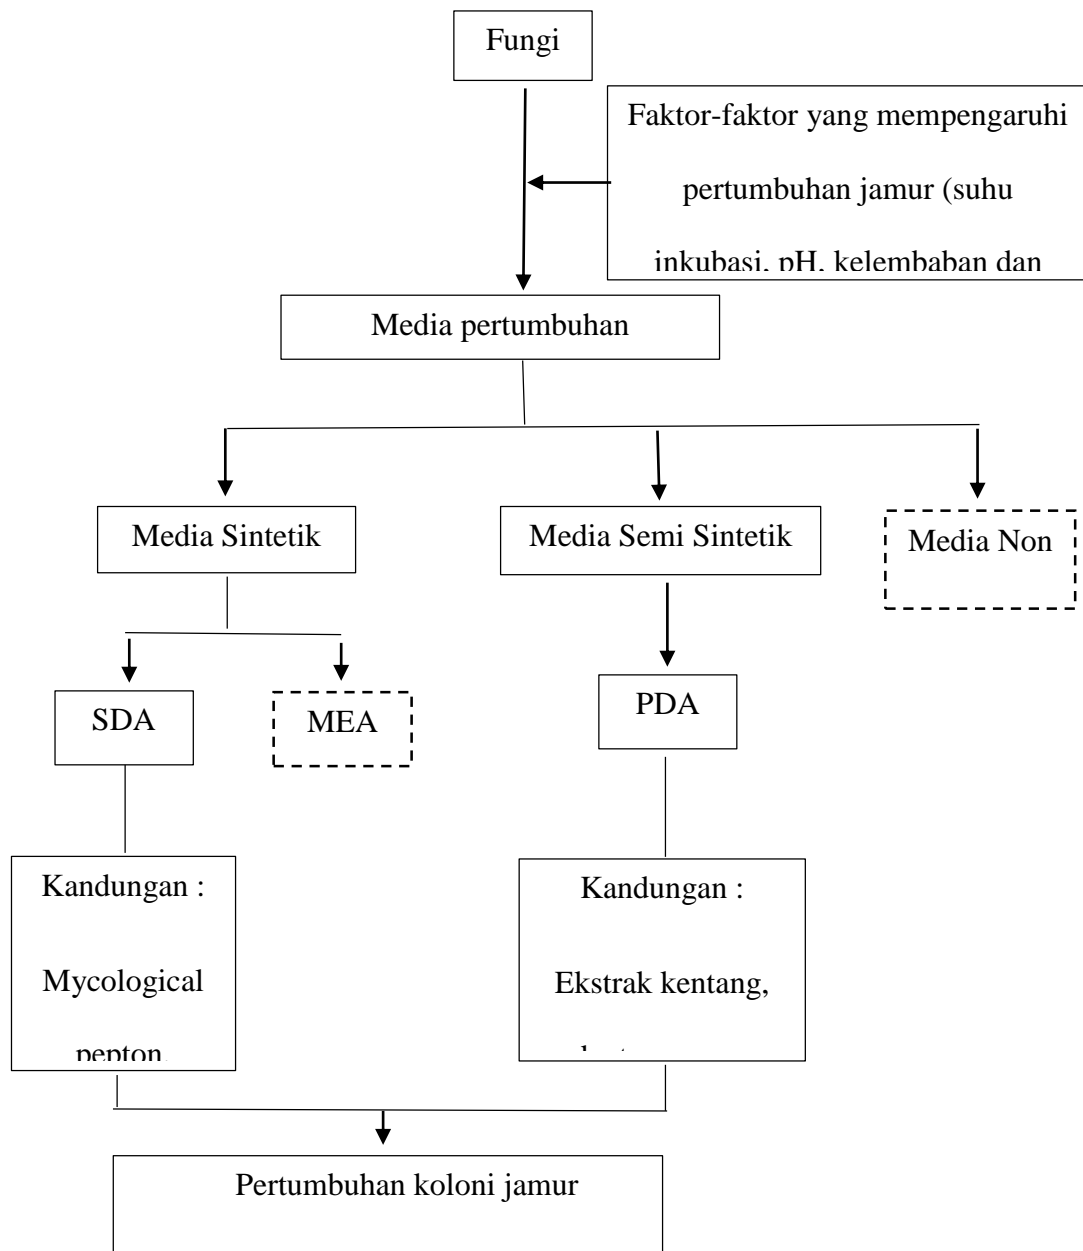 Fungi
Faktor-faktor yang mempengaruhi
pertumbuhan jamur (suhu
inkubasi, pH, kelembaban dan
Media pertumbuhan
Media Sintetik
Media Semi Sintetik
Media Non
SDA
MEA
PDA
Kandungan :
Mycological
pepton,
Kandungan :
Ekstrak kentang,
Pertumbuhan koloni jamur